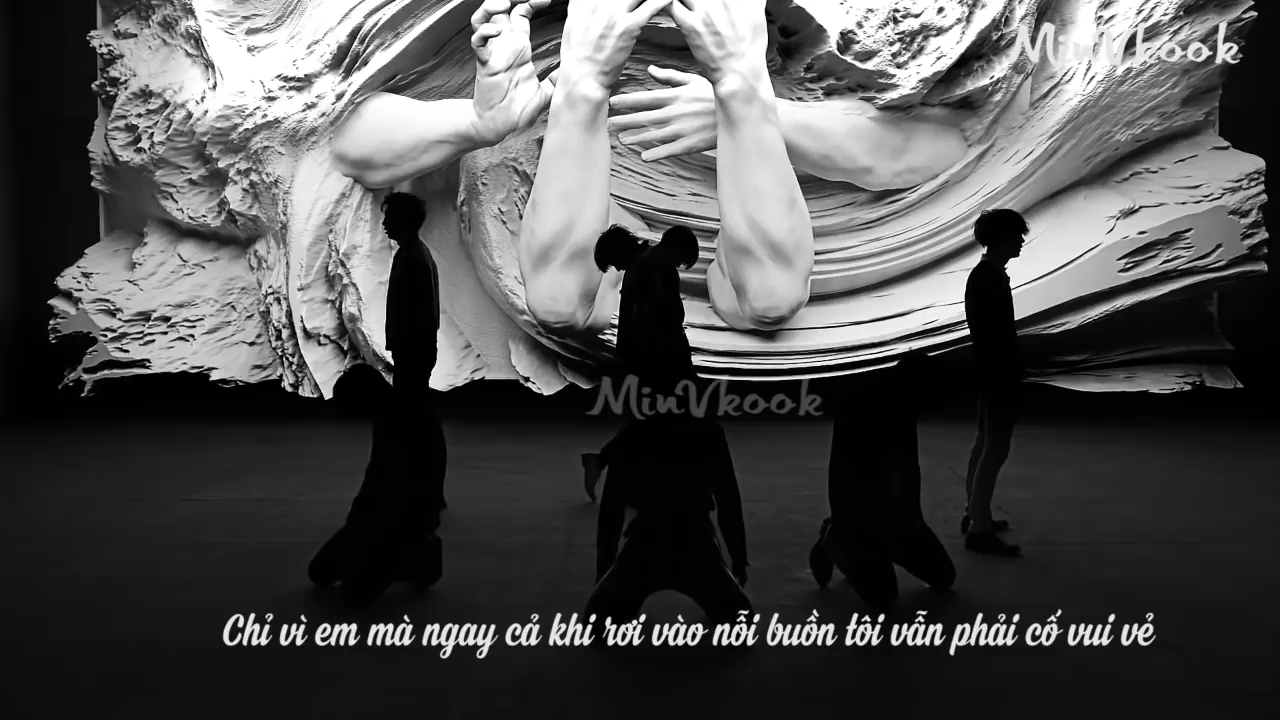 MinVkook
MinVkook
Chỉ vì em mà ngay cả khi rơi vào nỗi buồn tôi vẫn phải cố vui vẻ